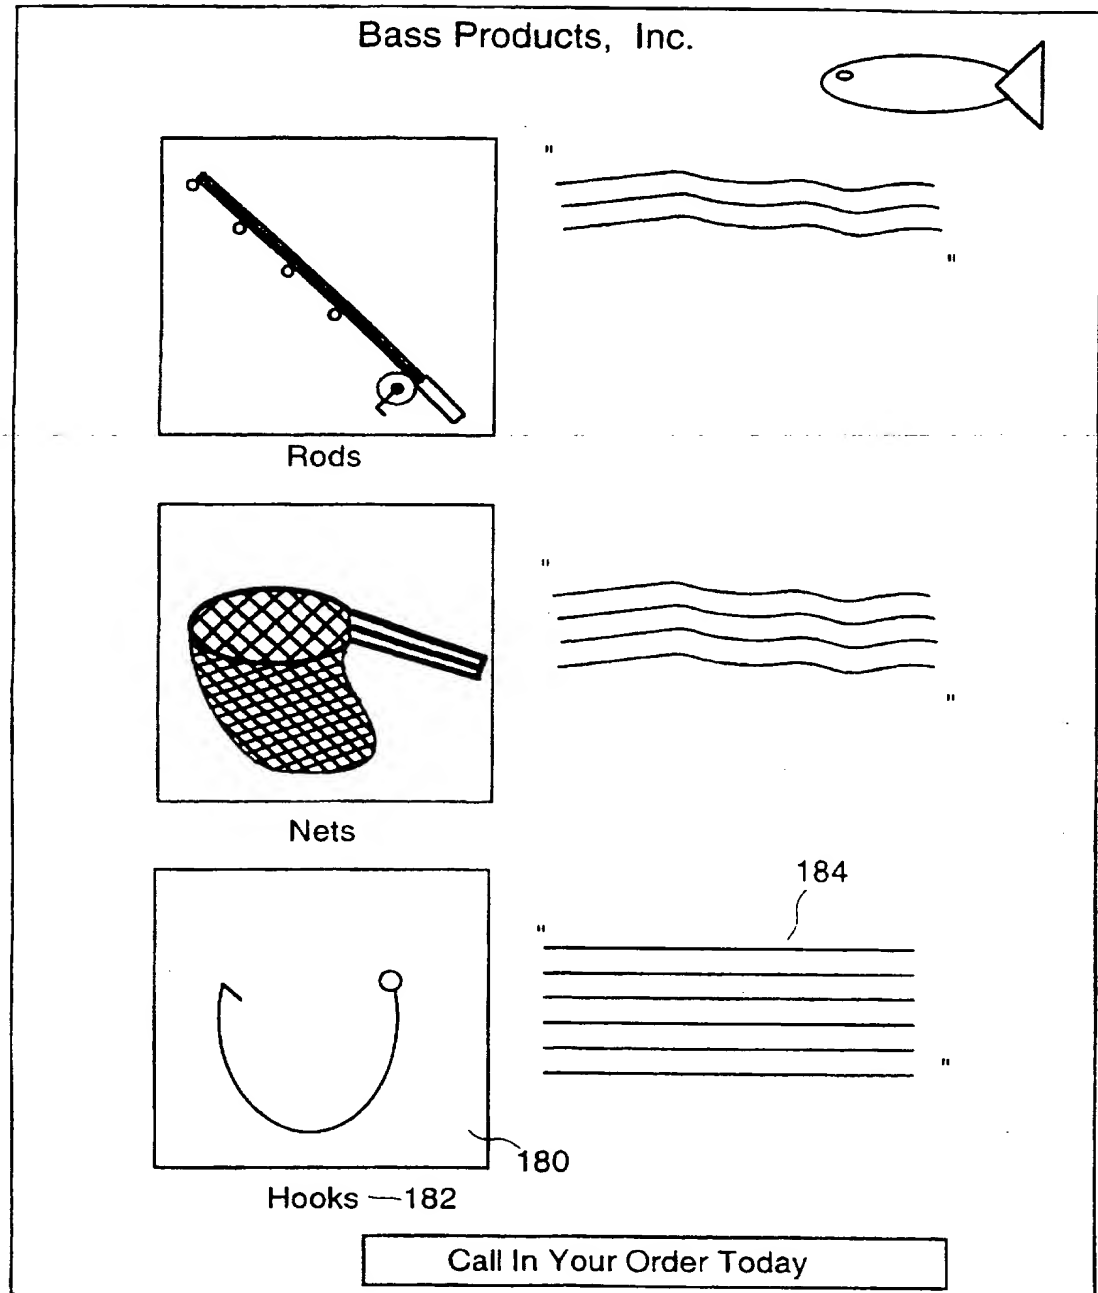 Bass Products, Inc.
"
"
Rods
"
"
Nets
184
"
"
180
Hooks — 182
Call In Your Order Today